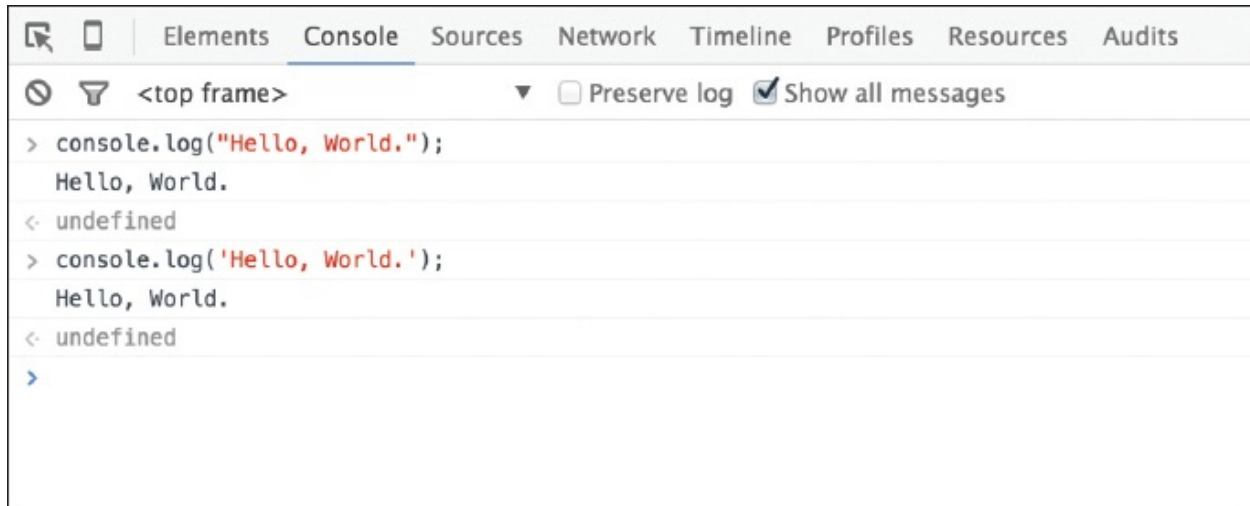 Elements Console Sources Network Timeline Profiles Resources Audits
<top frame> ▼ Preserve log Show all messages
> console.log("Hello, World.");
Hello, World.
<· undefined
> console.log('Hello, World.');
Hello, World.
<· undefined
>